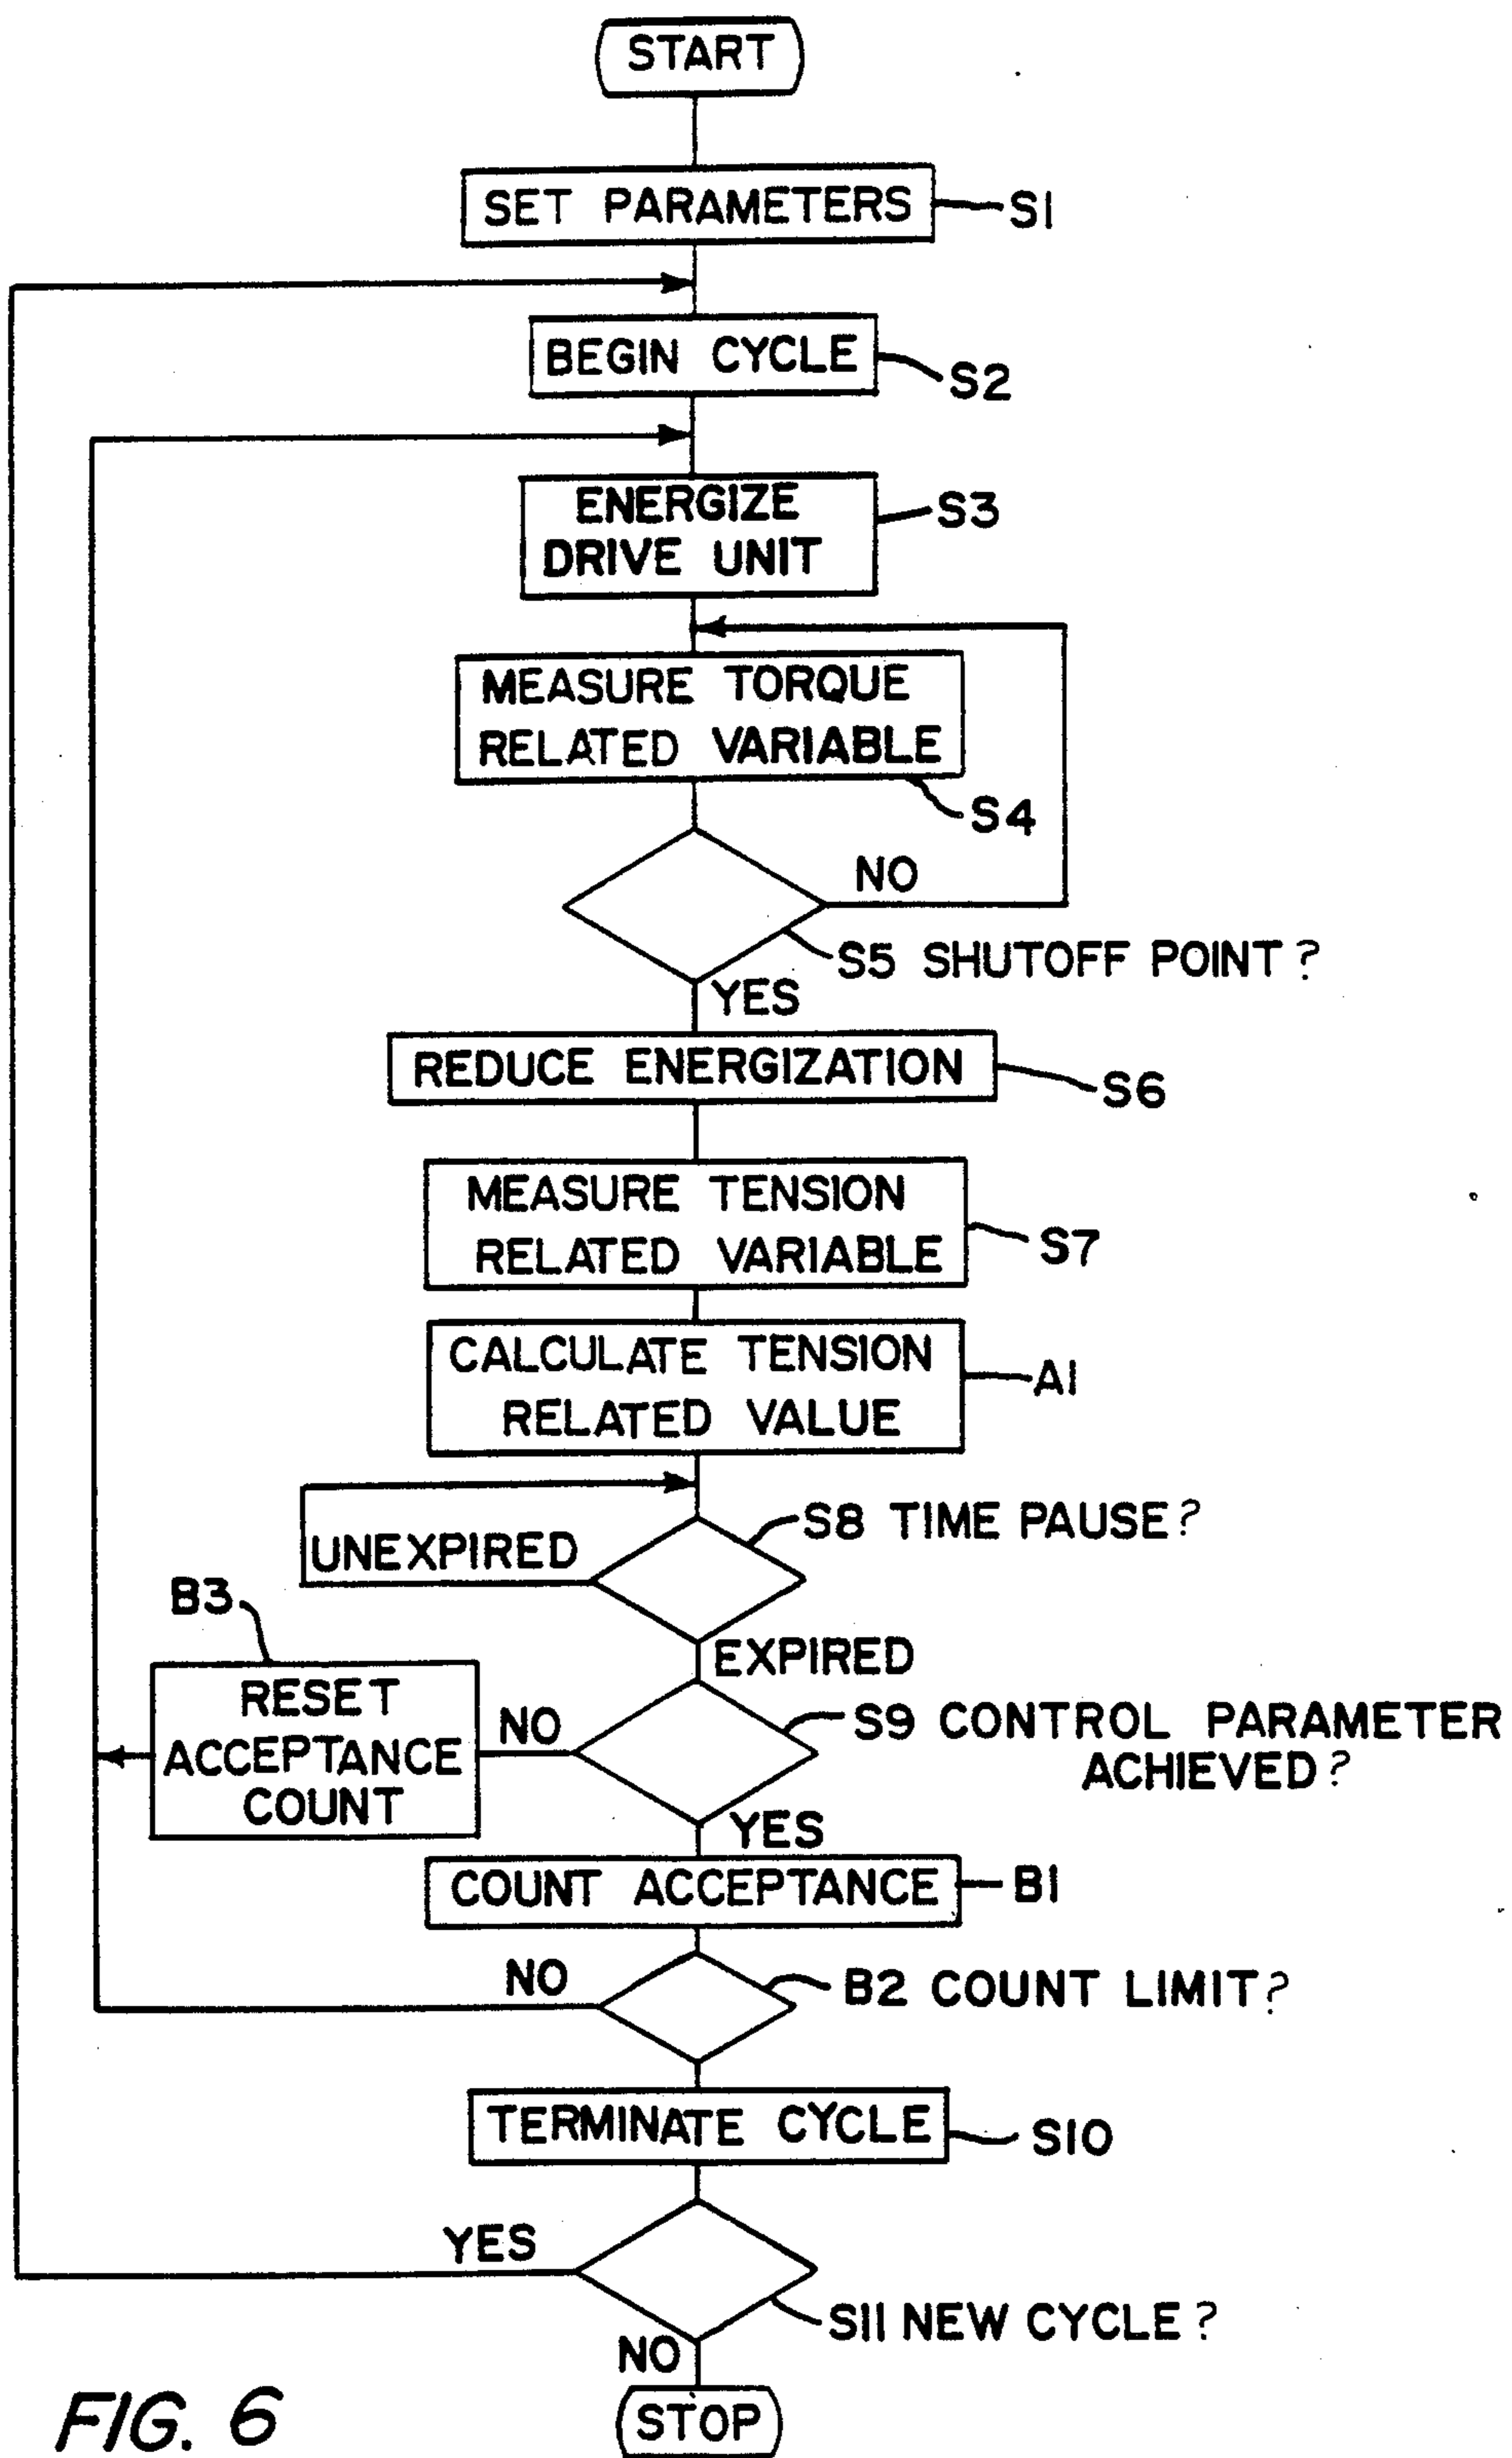 START
SET PARAMETERS
S1
BEGIN CYCLE
S2
ENERGIZE
DRIVE UNIT
S3
MEASURE TORQUE
RELATED VARIABLE
S4
NO
S5 SHUTOFF POINT?
YES
REDUCE ENERGIZATION
S6
MEASURE TENSION
RELATED VARIABLE
S7
CALCULATE TENSION
RELATED VALUE
A1
S8 TIME PAUSE?
UNEXPIRED
B3
EXPIRED
RESET
ACCEPTANCE
COUNT
NO
S9 CONTROL PARAMETER
ACHIEVED?
YES
COUNT ACCEPTANCE
B1
NO
B2 COUNT LIMIT?
TERMINATE CYCLE
S10
YES
S11 NEW CYCLE?
NO
STOP
FIG. 6